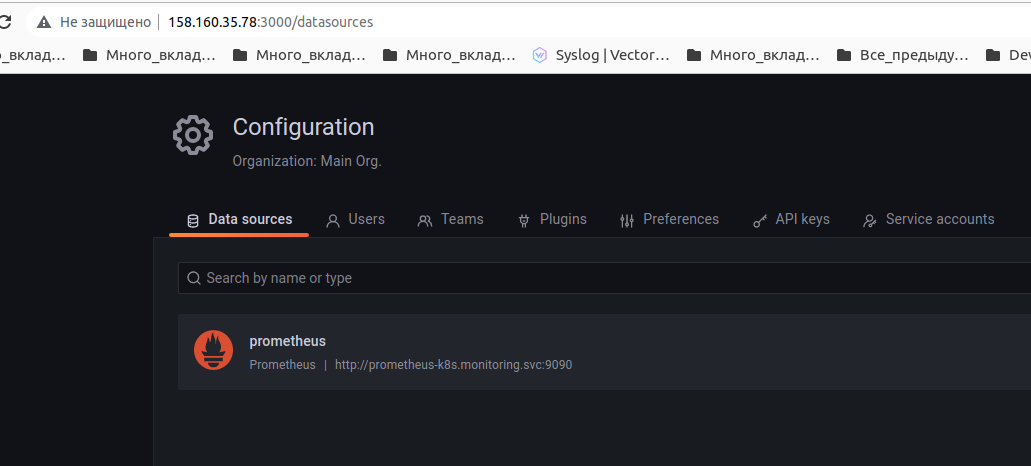 Не защищено | 158.160.35.78:3000/datasources
о_вклад… Много_вклад… Много_вклад… Много_вклад… Syslog | Vector… Много_вклад… Все_предыду… Dev
Configuration
Organization: Main Org.
Data sources Users Teams Plugins Preferences API keys Service accounts
Search by name or type
prometheus
Prometheus | http://prometheus-k8s.monitoring.svc:9090